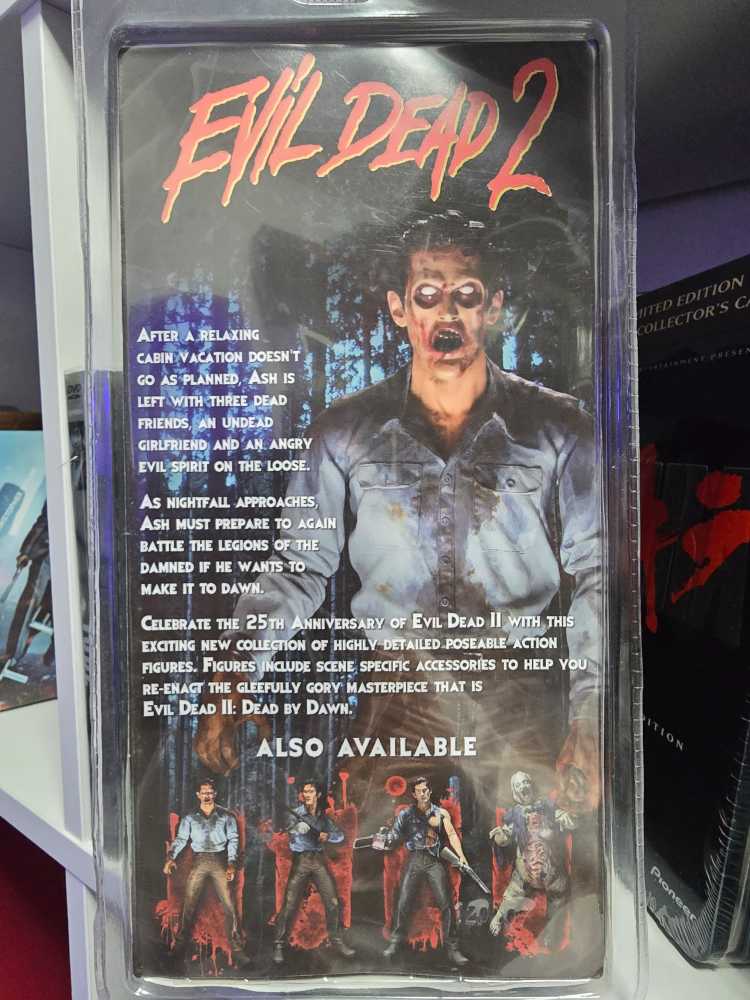 EVIL DEAD 2
AFTER A RELAXING
CABIN VACATION DOESN'T
GO AS PLANNED, ASH IS
LEFT WITH THREE DEAD
FRIENDS, AN UNDEAD
GIRLFRIEND AND AN ANGRY
EVIL SPIRIT ON THE LOOSE.
AS NIGHTFALL APPROACHES,
ASH MUST PREPARE TO AGAIN
BATTLE THE LEGIONS OF THE
DAMNED IF HE WANTS TO
MAKE IT TO DAWN.
CELEBRATE THE 25TH ANNIVERSARY OF EVIL DEAD II WITH THIS
EXCITING NEW COLLECTION OF HIGHLY DETAILED POSEABLE ACTION
FIGURES. FIGURES INCLUDE SCENE SPECIFIC ACCESSORIES TO HELP YOU
RE-ENACT THE GLEEFULLY GORY MASTERPIECE THAT IS
EVIL DEAD II: DEAD BY DAWN.
ALSO AVAILABLE
ITED EDITION
COLLECTOR'S CA
TERTAINMENT PRESEN
DITION
Pioneer
DVD